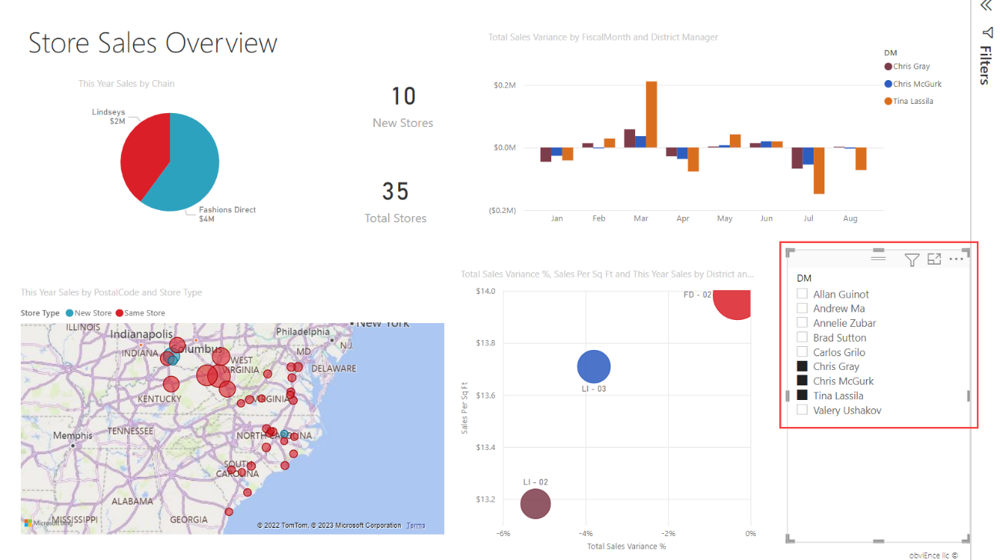 Store Sales Overview
This Year Sales by Chain
Lindseys
$2M
Fashions Direct
$4M
10
New Stores
35
Total Stores
Total Sales Variance by FiscalMonth and District Manager
DM
Chris Gray
Chris McGurk
Tina Lassila
$0.2M
$0.0M
($0.2M)
Jan Feb Mar Apr May Jun Jul Aug
Filters
This Year Sales by PostalCode and Store Type
Store Type New Store Same Store
ILLINOIS
Indianapolis
INDIANA
olumbus
Philadelphia
New York
N.J.
MD
DELAWARE
WEST
VIRGINIA
KENTUCKY
VIRGINIA
TENNESSEE
Memphis
NORTH CAROLINA
SOUTH
CAROLINA
ALABAMA
MISSISSIPPI
GEORGIA
Microsoft Bing
© 2022 TomTom, © 2023 Microsoft Corporation Terms
Total Sales Variance %, Sales Per Sq Ft and This Year Sales by District an...
Sales Per Sq Ft
$14.0
$13.8
$13.6
$13.4
$13.2
FD - 02
LI - 03
LI - 02
-6% -4% -2% 0%
Total Sales Variance %
DM
Allan Guinot
Andrew Ma
Annelie Zubar
Brad Sutton
Carlos Grilo
Chris Gray
Chris McGurk
Tina Lassila
Valery Ushakov
obviEnce llc ©